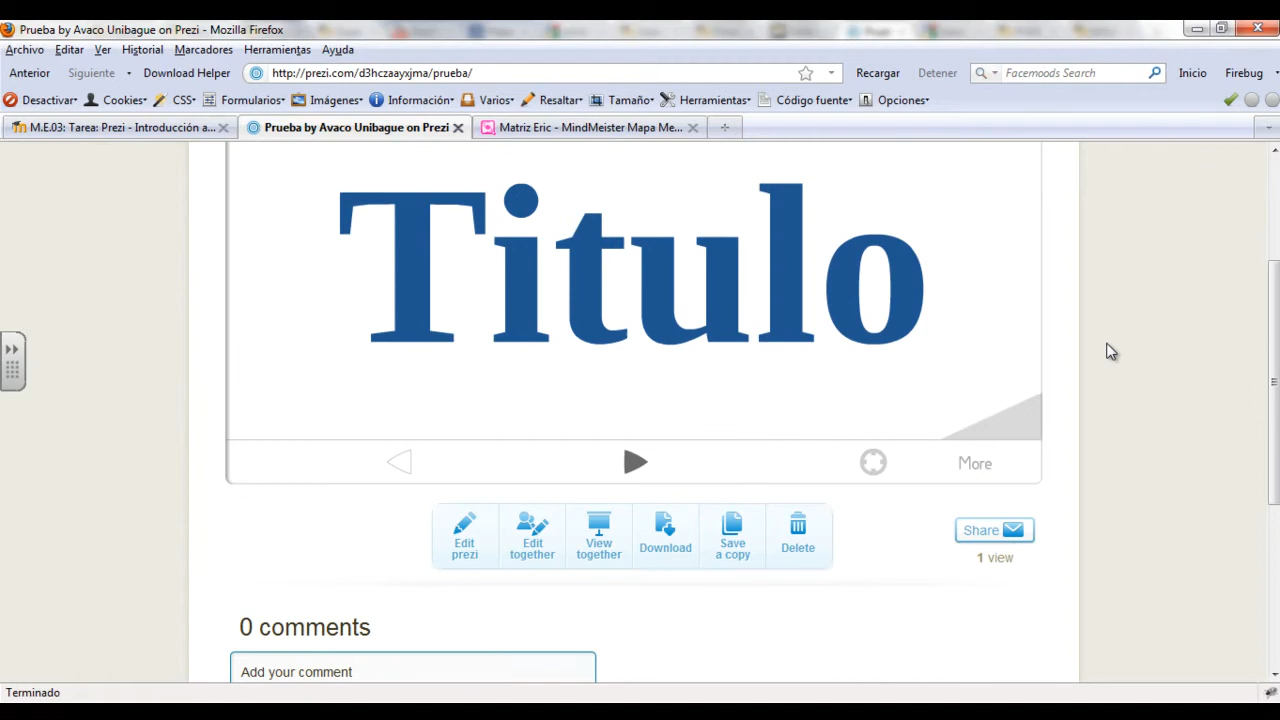 Prueba by Avaco Unibague on Prezi - Mozilla Firefox
Archivo Editar Ver Historial Marcadores Herramientas Ayuda
Anterior Siguiente Download Helper http://prezi.com/d3hczaayxjma/prueba/ Recargar Detener Facemoods Search Inicio Firebug
Desactivar Cookies CSS Formularios Imágenes Información Varios Resaltar Tamaño Herramientas Código fuente Opciones
M.E.03: Tarea: Prezi - Introducción a... Prueba by Avaco Unibague on Prezi Matriz Eric - MindMeister Mapa Me...
Titulo
More
Edit prezi Edit together View together Download Save a copy Delete Share
1 view
0 comments
Add your comment
Terminado